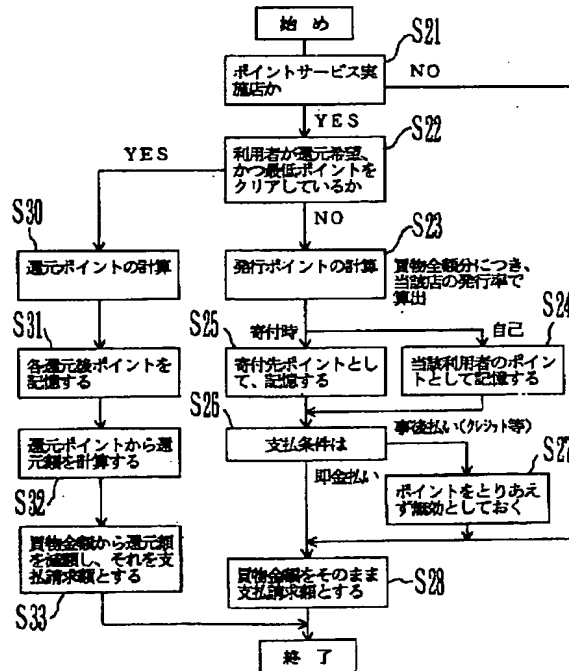 始め
S21
ポイントサービス実
施店か
NO
YES
S22
利用者が還元希望、
かつ最低ポイントを
クリアしているか
YES
NO
S30
還元ポイントの計算
S23
発行ポイントの計算
買物金額分につき、
当該店の発行率で
算出
S31
各還元後ポイントを
記憶する
寄付時
自己
S25
寄付先ポイントとし
て、記憶する
S24
当該利用者のポイ
ントとして記憶する
S26
支払条件は
事後払い(クレジット等)
即金払い
S32
還元ポイントから還
元額を計算する
S27
ポイントをとりあえ
ず無効としておく
S33
買物金額から還元額
を減額し、それを支
払請求額とする
S28
買物金額をそのまま
支払請求額とする
終了